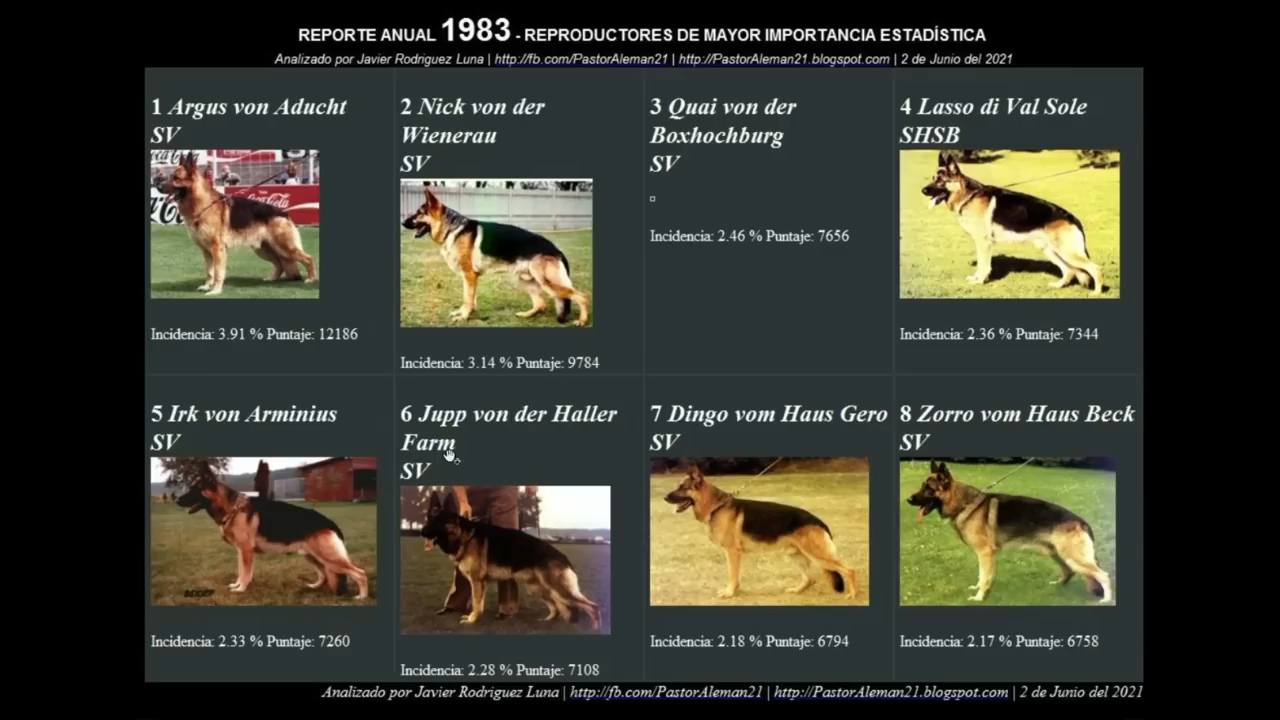 REPORTE ANUAL 1983 - REPRODUCTORES DE MAYOR IMPORTANCIA ESTADÍSTICA
Analizado por Javier Rodriguez Luna | http://fb.com/PastorAleman21 | http://PastorAleman21.blogspot.com | 2 de Junio del 2021
1 Argus von Aducht
SV
Coca-Cola
Incidencia: 3.91 % Puntaje: 12186
2 Nick von der
Wienerau
SV
Incidencia: 3.14 % Puntaje: 9784
3 Quai von der
Boxhochburg
SV
Incidencia: 2.46 % Puntaje: 7656
4 Lasso di Val Sole
SHSB
Incidencia: 2.36 % Puntaje: 7344
5 Irk von Arminius
SV
Incidencia: 2.33 % Puntaje: 7260
6 Jupp von der Haller
Farm
SV
Incidencia: 2.28 % Puntaje: 7108
7 Dingo vom Haus Gero
SV
Incidencia: 2.18 % Puntaje: 6794
8 Zorro vom Haus Beck
SV
Incidencia: 2.17 % Puntaje: 6758
Analizado por Javier Rodriguez Luna | http://fb.com/PastorAleman21 | http://PastorAleman21.blogspot.com | 2 de Junio del 2021